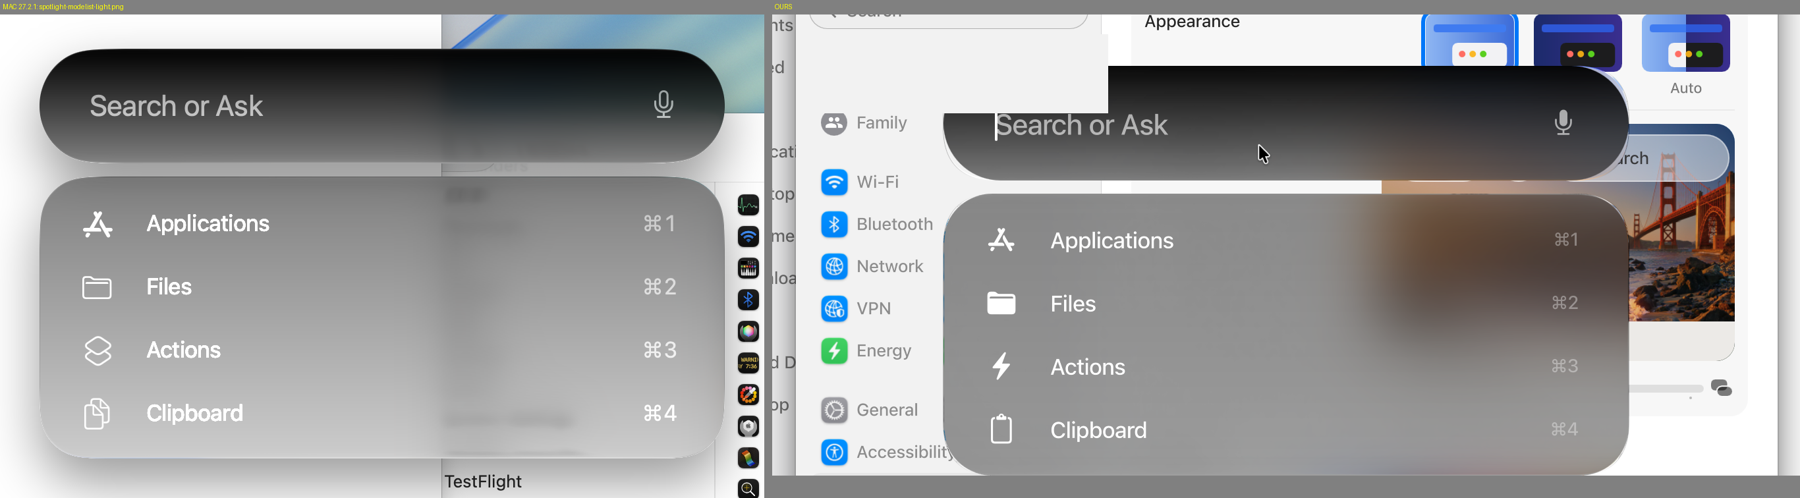 MAC 27.2.1: spotlight-modelist-light.png
Search or Ask
Applications ⌘1
Files ⌘2
Actions ⌘3
Clipboard ⌘4
TestFlight
OURS
Appearance
Auto
Family
Search or Ask
Wi-Fi
Bluetooth
Network
VPN
Energy
General
Accessibility
Applications ⌘1
Files ⌘2
Actions ⌘3
Clipboard ⌘4